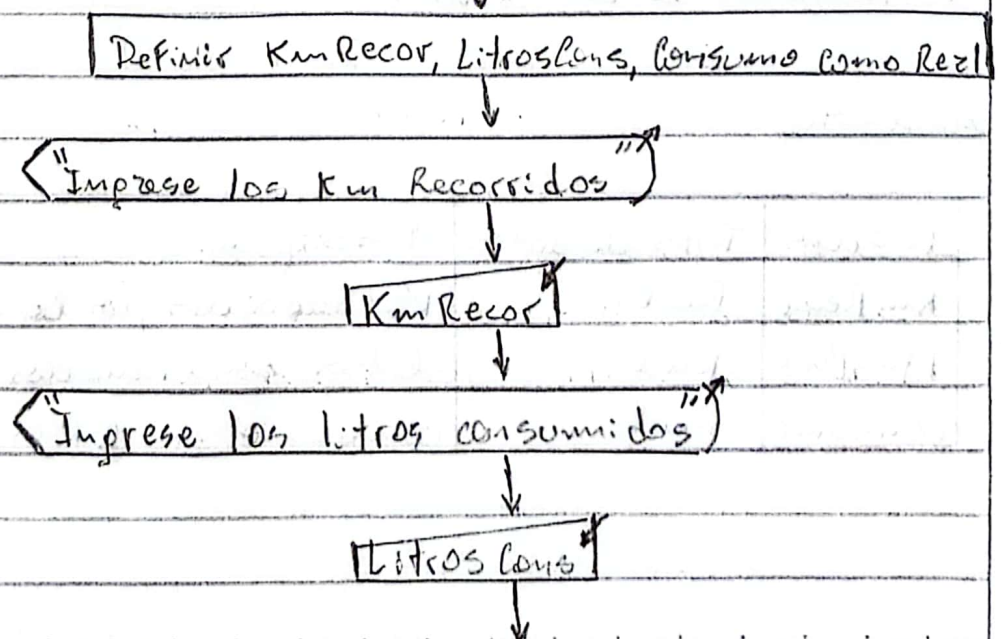 Definir KmRecor, LitrosCons, Consumo como Real
"Ingrese los Km Recorridos"
KmRecor
"Ingrese los litros consumidos"
LitrosCons